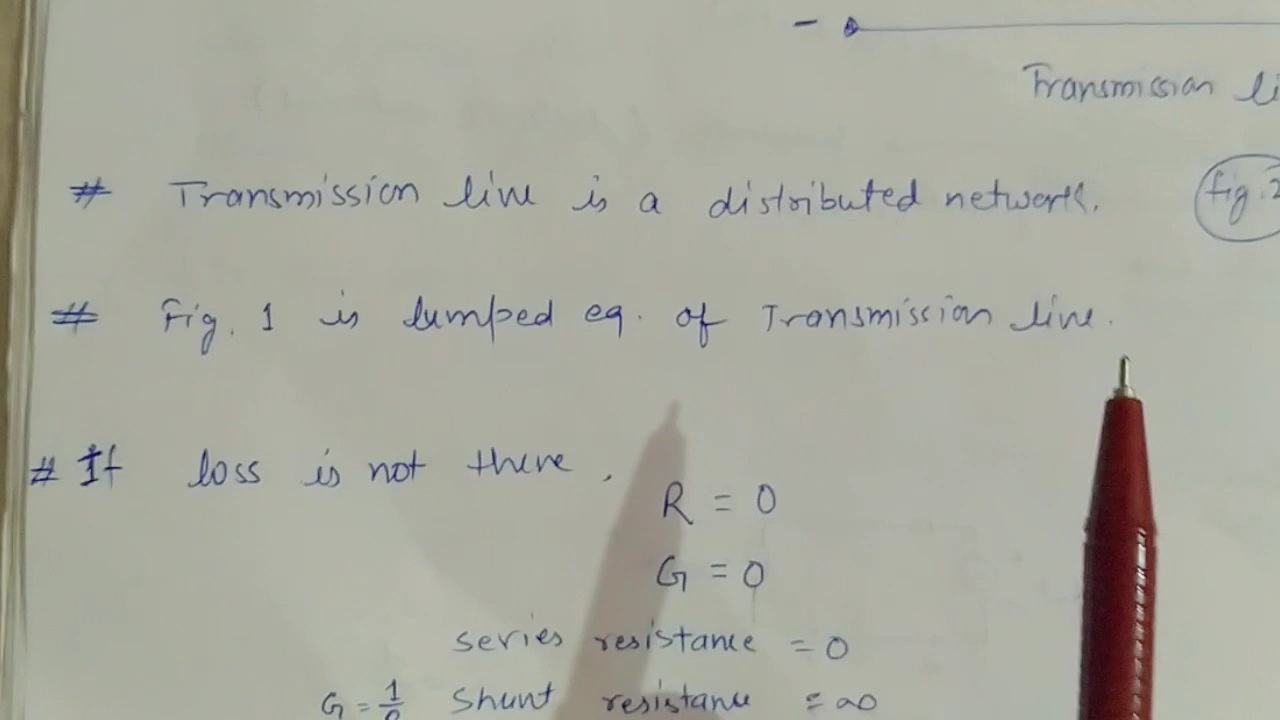 Transmission li
# Transmission line is a distributed network. fig. 2
# Fig. 1 is lumped eq. of Transmission line.
# If loss is not there,
R = 0
G = 0
series resistance = 0
G = 1/ shunt resistance = ∞